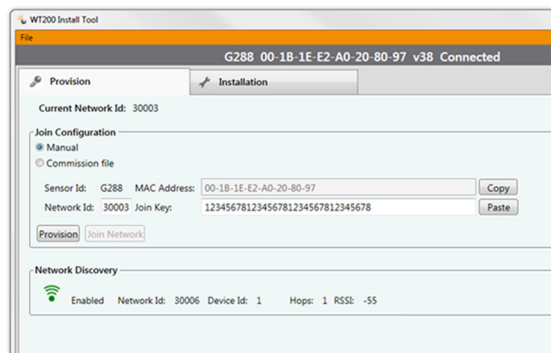 WT200 Install Tool
File
G288 00-1B-1E-E2-A0-20-80-97 v38 Connected
Provision
Installation
Current Network Id: 30003
Join Configuration
Manual
Commission file
Sensor Id: G288 MAC Address: 00-1B-1E-E2-A0-20-80-97 Copy
Network Id: 30003 Join Key: 12345678123456781234567812345678 Paste
Provision Join Network
Network Discovery
Enabled Network Id: 30006 Device Id: 1 Hops: 1 RSSI: -55